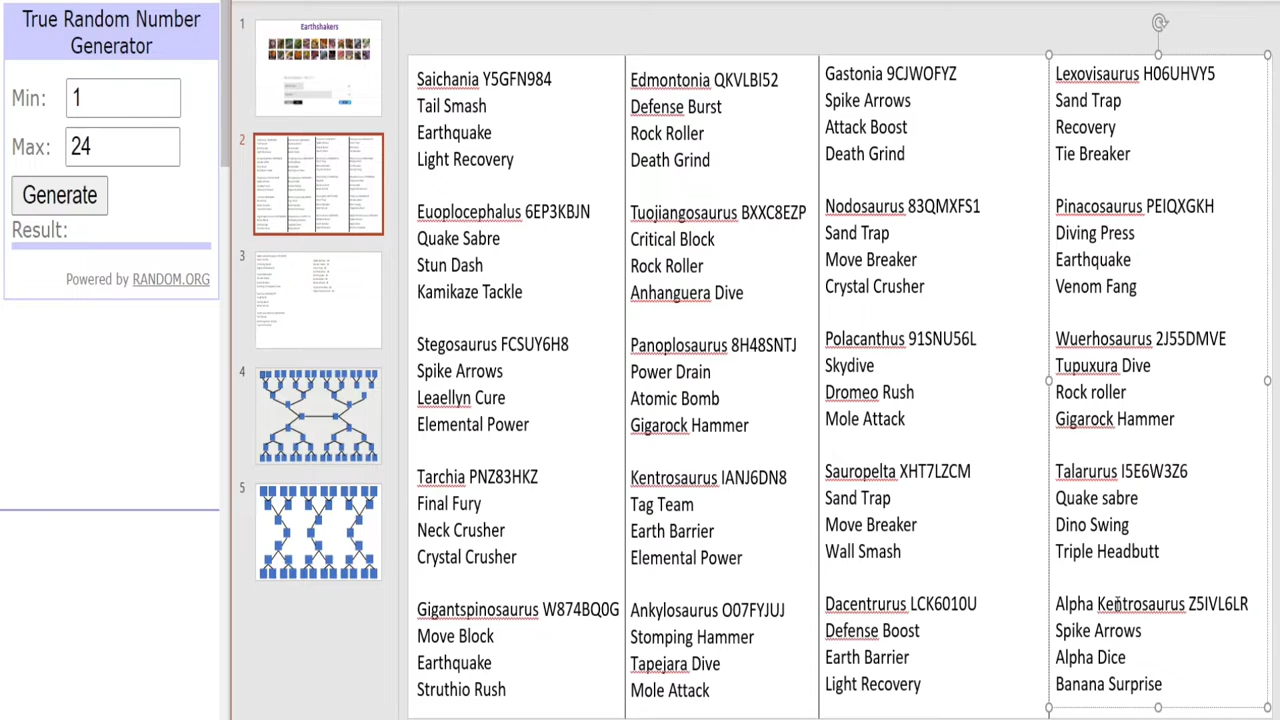 True Random Number
Generator
Min: 1
Max: 24
Generate
Result:
Powered by RANDOM.ORG
1
Earthshakers
2
3
4
5
Saichania Y5GFN984
Tail Smash
Earthquake
Light Recovery
Euoplocephalus GEP3KBJN
Quake Sabre
Stun Dash
Kamikaze Tackle
Stegosaurus FCSUY6H8
Spike Arrows
Leaellyn Cure
Elemental Power
Tarchia PNZ83HKZ
Final Fury
Neck Crusher
Crystal Crusher
Gigantspinosaurus W874BQ0G
Move Block
Earthquake
Struthio Rush
Edmontonia QKVLBI52
Defense Burst
Rock Roller
Death Grind
Tuojiangosaurus BXYC8EZP
Critical Block
Rock Roller
Anhanguera Dive
Panoplosaurus 8H48SNTJ
Power Drain
Atomic Bomb
Gigarock Hammer
Kentrosaurus IANJ6DN8
Tag Team
Earth Barrier
Elemental Power
Ankylosaurus O07FYJUJ
Stomping Hammer
Tapejara Dive
Mole Attack
Gastonia 9CJWOFYZ
Spike Arrows
Attack Boost
Death Grind
Nodosaurus 83QMXFS1
Sand Trap
Move Breaker
Crystal Crusher
Polacanthus 91SNU56L
Skydive
Dromeo Rush
Mole Attack
Sauropelta XHT7LZCM
Sand Trap
Move Breaker
Wall Smash
Dacentrurus LCK6010U
Defense Boost
Earth Barrier
Light Recovery
Lexovisaurus H06UHVY5
Sand Trap
Recovery
Tie Breaker
Pinacosaurus PEIQXGKH
Diving Press
Earthquake
Venom Fang
Wuerhosaurus 2J55DMVE
Tupuxura Dive
Rock roller
Gigarock Hammer
Talarurus I5E6W3Z6
Quake sabre
Dino Swing
Triple Headbutt
Alpha Kentrosaurus Z5IVL6LR
Spike Arrows
Alpha Dice
Banana Surprise